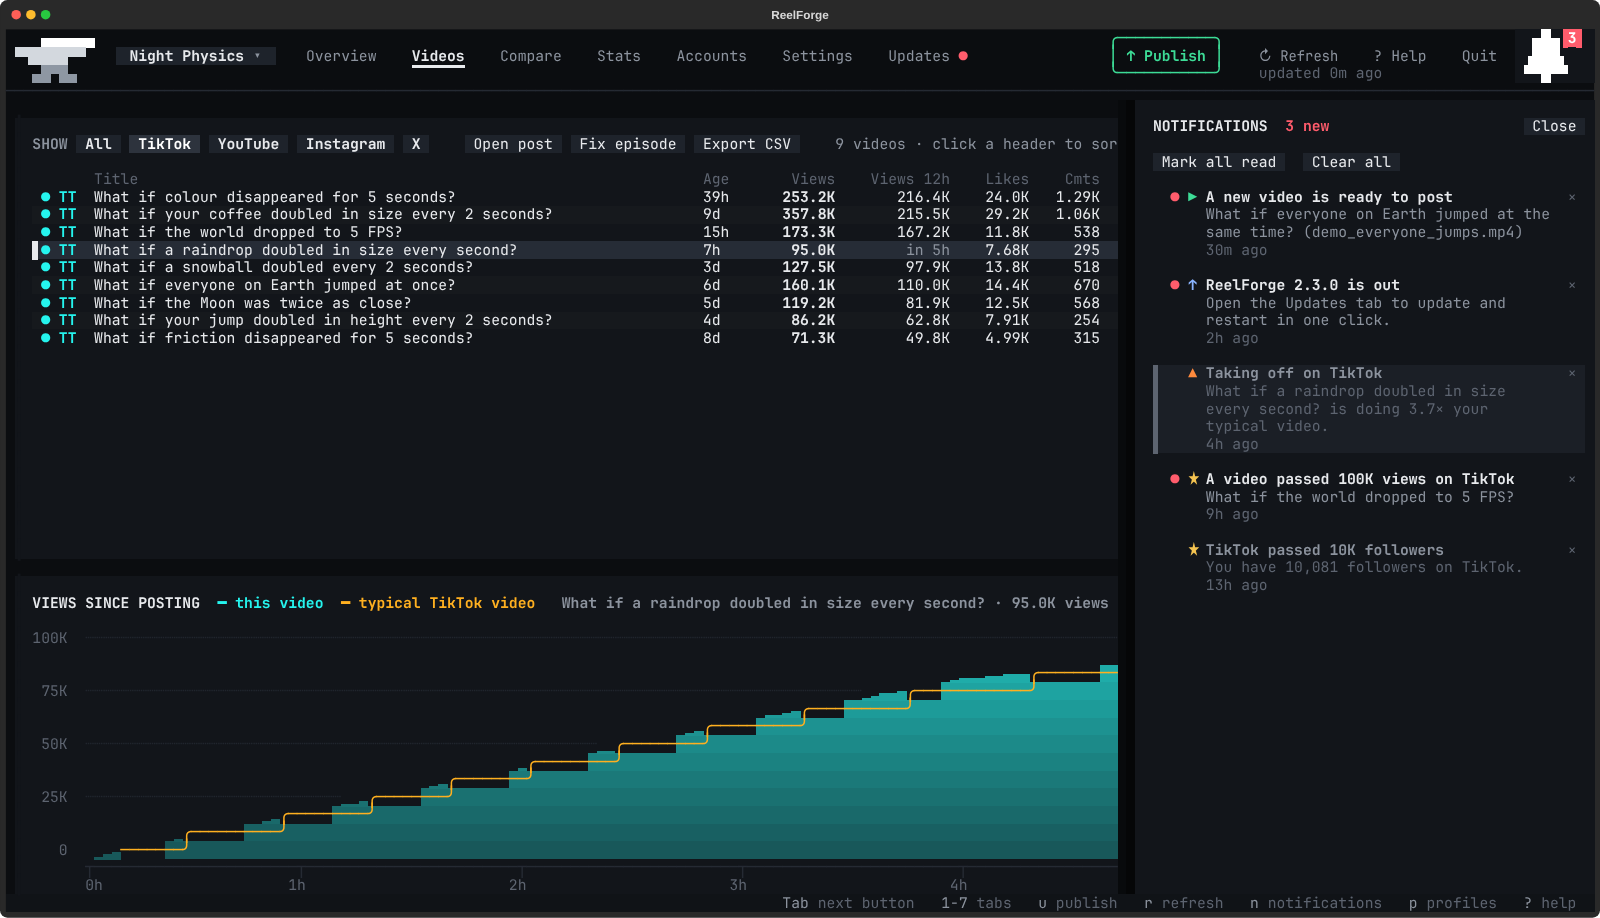 ReelForge
Night Physics ▾ Overview Videos Compare Stats Accounts Settings Updates ● ↑ Publish ↻ Refresh ? Help Quit 3
updated 0m ago
SHOW All TikTok YouTube Instagram X Open post Fix episode Export CSV 9 videos · click a header to sor
Title Age Views Views 12h Likes Cmts
● TT What if colour disappeared for 5 seconds? 39h 253.2K 216.4K 24.0K 1.29K
● TT What if your coffee doubled in size every 2 seconds? 9d 357.8K 215.5K 29.2K 1.06K
● TT What if the world dropped to 5 FPS? 15h 173.3K 167.2K 11.8K 538
● TT What if a raindrop doubled in size every second? 7h 95.0K in 5h 7.68K 295
● TT What if a snowball doubled every 2 seconds? 3d 127.5K 97.9K 13.8K 518
● TT What if everyone on Earth jumped at once? 6d 160.1K 110.0K 14.4K 670
● TT What if the Moon was twice as close? 5d 119.2K 81.9K 12.5K 568
● TT What if your jump doubled in height every 2 seconds? 4d 86.2K 62.8K 7.91K 254
● TT What if friction disappeared for 5 seconds? 8d 71.3K 49.8K 4.99K 315
VIEWS SINCE POSTING ━ this video ━ typical TikTok video What if a raindrop doubled in size every second? · 95.0K views
100K
75K
50K
25K
0
0h 1h 2h 3h 4h
NOTIFICATIONS 3 new Close
Mark all read Clear all
● ▶ A new video is ready to post ×
What if everyone on Earth jumped at the
same time? (demo_everyone_jumps.mp4)
30m ago
● ↑ ReelForge 2.3.0 is out ×
Open the Updates tab to update and
restart in one click.
2h ago
▲ Taking off on TikTok ×
What if a raindrop doubled in size
every second? is doing 3.7× your
typical video.
4h ago
● ★ A video passed 100K views on TikTok ×
What if the world dropped to 5 FPS?
9h ago
★ TikTok passed 10K followers ×
You have 10,081 followers on TikTok.
13h ago
Tab next button 1-7 tabs u publish r refresh n notifications p profiles ? help